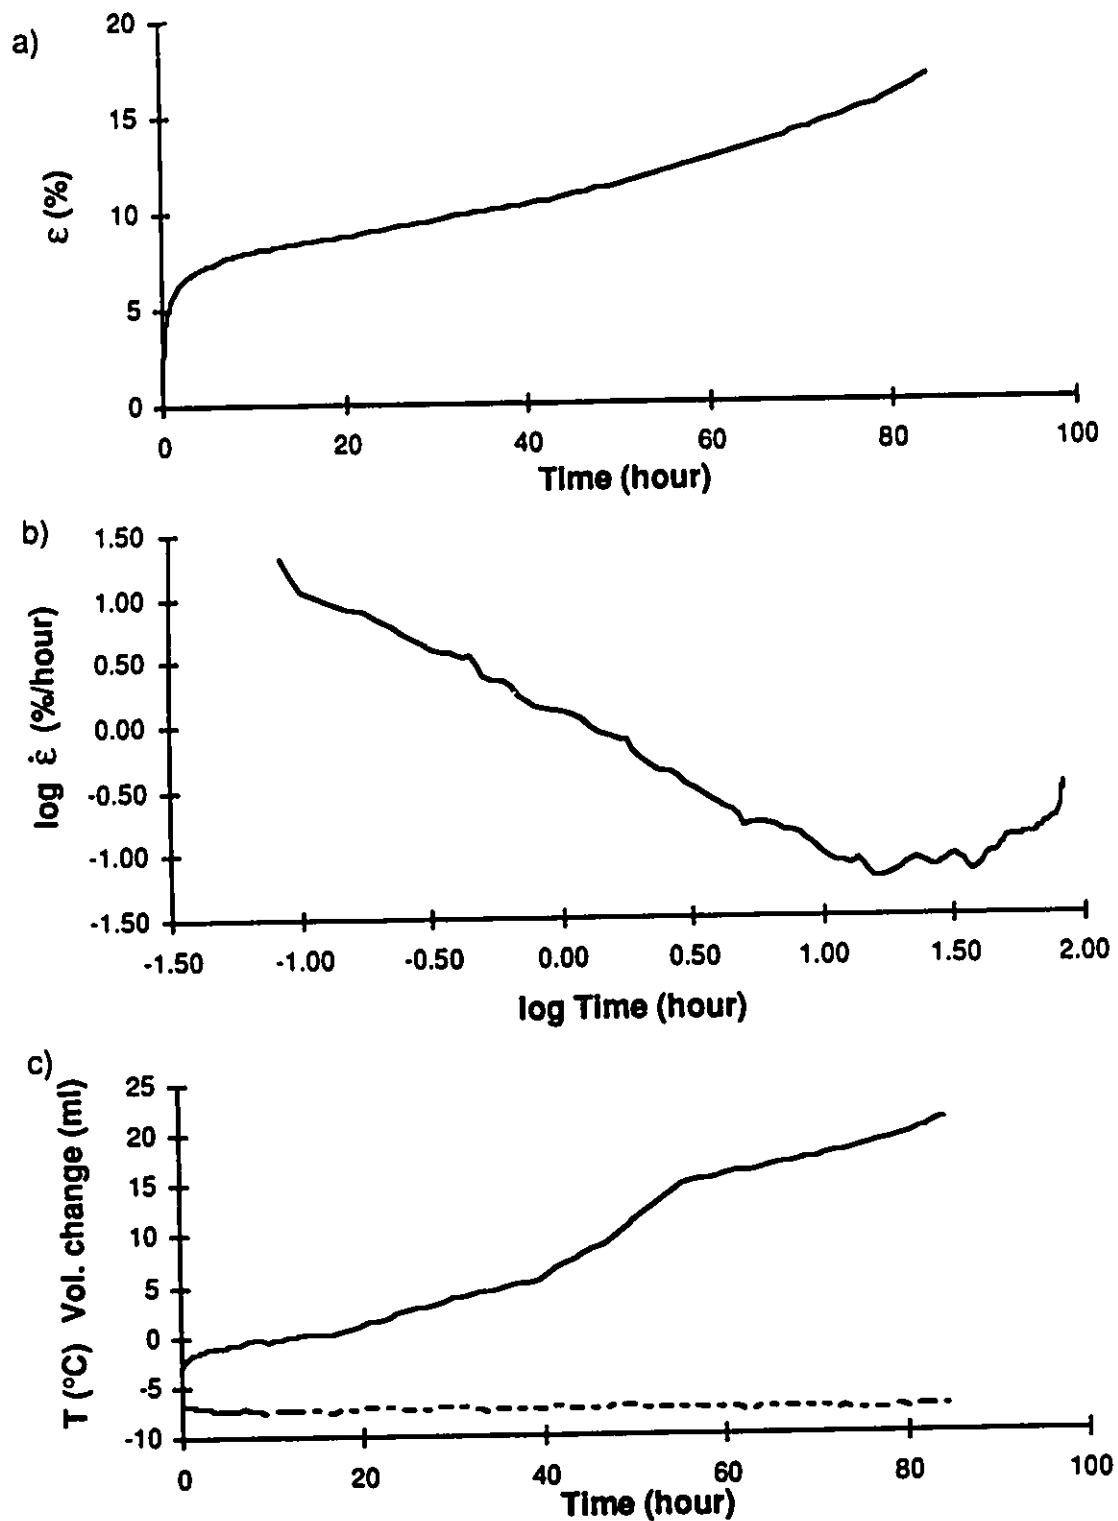 a)
20
15
10
5
0
ε (%)
0 20 40 60 80 100
Time (hour)
b)
1.50
1.00
0.50
0.00
-0.50
-1.00
-1.50
log ε̇ (%/hour)
-1.50 -1.00 -0.50 0.00 0.50 1.00 1.50 2.00
log Time (hour)
c)
25
20
15
10
5
0
-5
-10
T (°C) Vol. change (ml)
0 20 40 60 80 100
Time (hour)